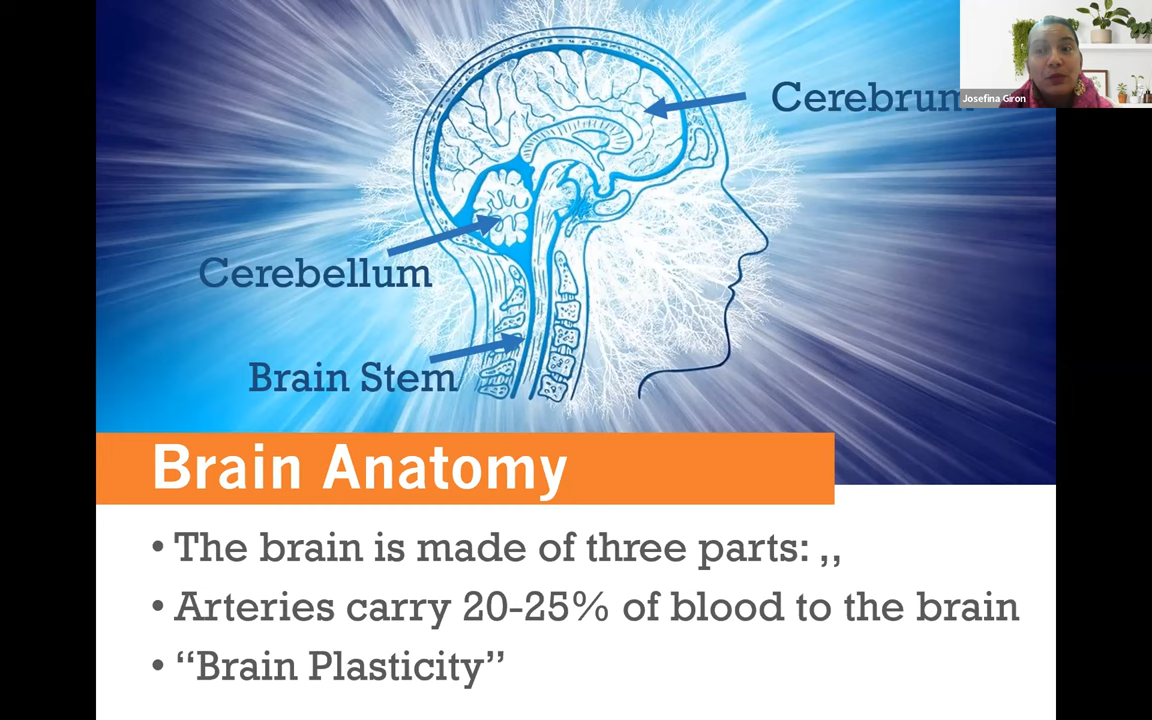 Cerebrum
Josefina Giron
Cerebellum
Brain Stem
Brain Anatomy
• The brain is made of three parts: ,,
• Arteries carry 20-25% of blood to the brain
• “Brain Plasticity”